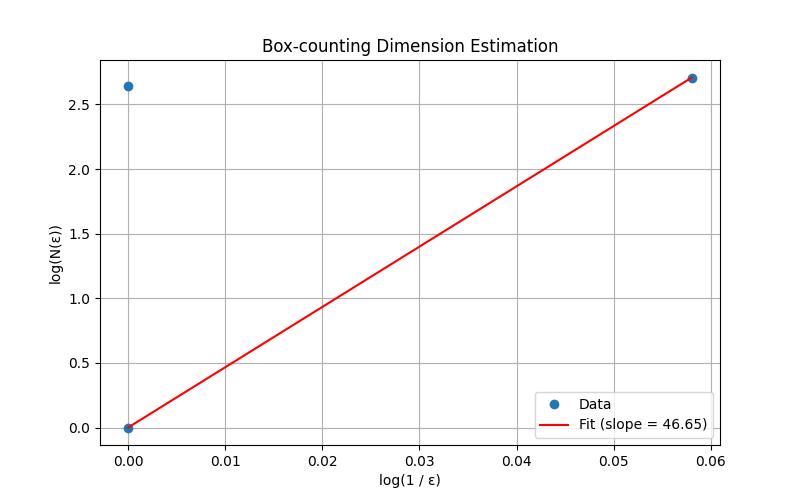 Box-counting Dimension Estimation
log(N(ε))
2.5
2.0
1.5
1.0
0.5
0.0
Data
Fit (slope = 46.65)
0.00 0.01 0.02 0.03 0.04 0.05 0.06
log(1 / ε)